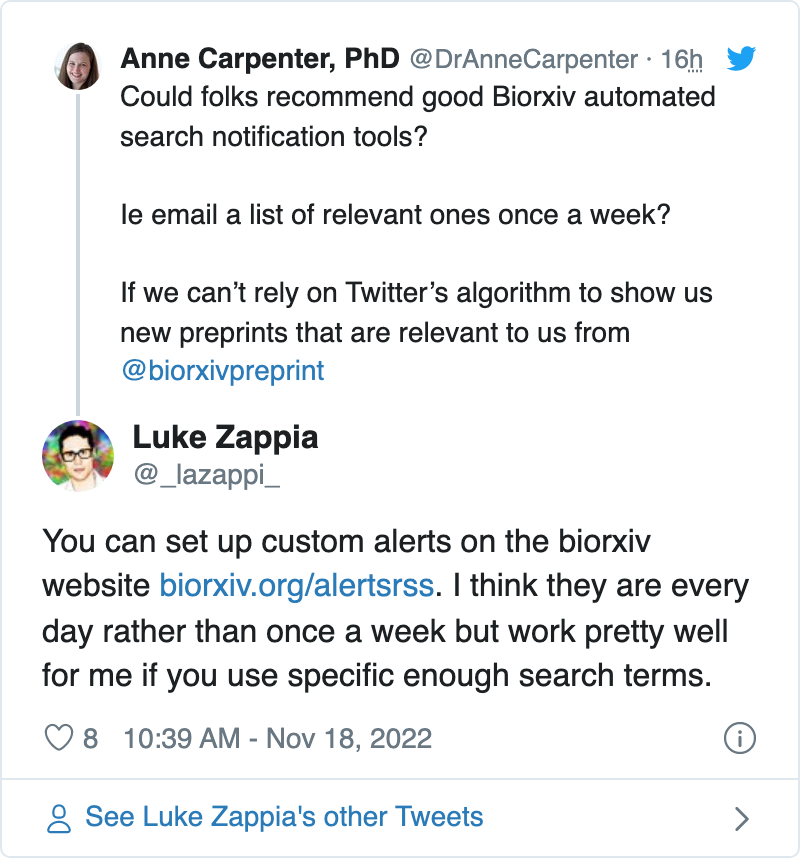 Anne Carpenter, PhD @DrAnneCarpenter · 16h
Could folks recommend good Biorxiv automated
search notification tools?
Ie email a list of relevant ones once a week?
If we can’t rely on Twitter’s algorithm to show us
new preprints that are relevant to us from
@biorxivpreprint
Luke Zappia
@_lazappi_
You can set up custom alerts on the biorxiv
website biorxiv.org/alertsrss. I think they are every
day rather than once a week but work pretty well
for me if you use specific enough search terms.
8 10:39 AM - Nov 18, 2022
See Luke Zappia's other Tweets